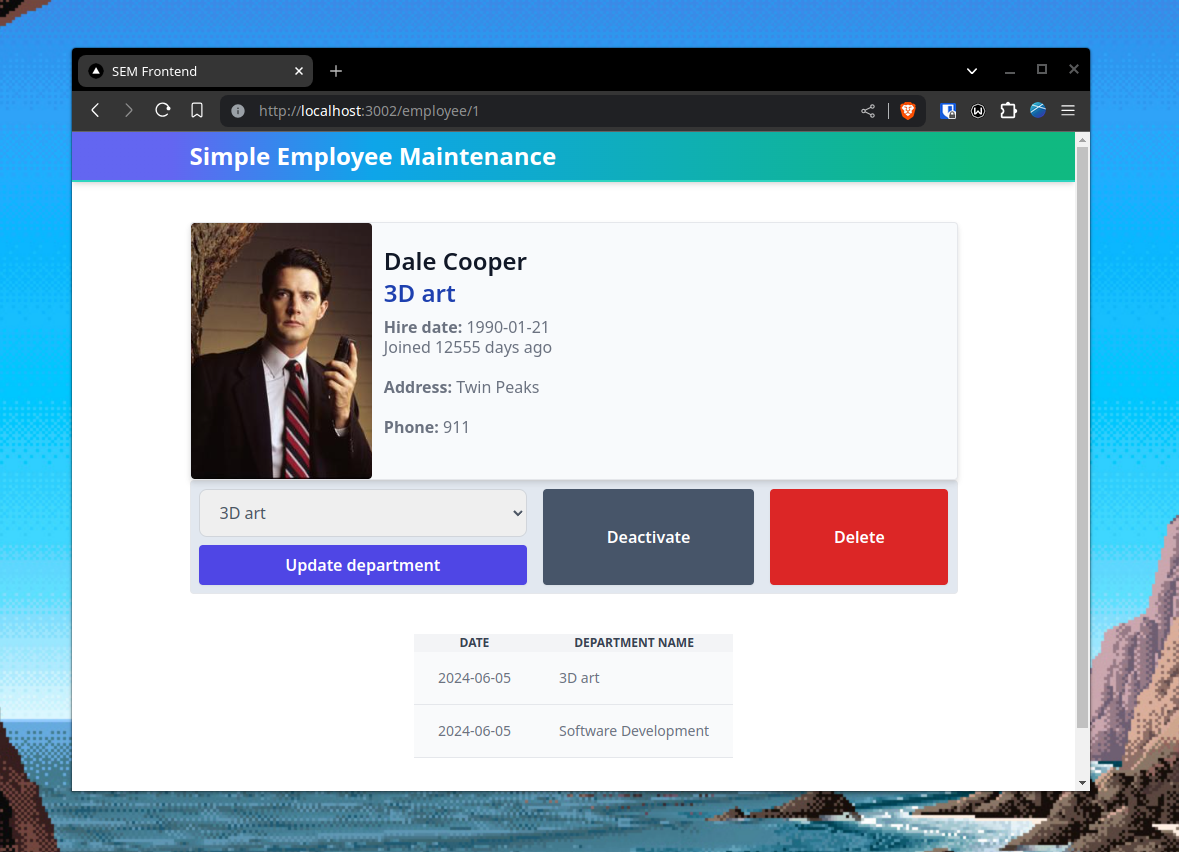 SEM Frontend
http://localhost:3002/employee/1
Simple Employee Maintenance
Dale Cooper
3D art
Hire date: 1990-01-21
Joined 12555 days ago
Address: Twin Peaks
Phone: 911
3D art
Update department
Deactivate
Delete
DATE DEPARTMENT NAME
2024-06-05 3D art
2024-06-05 Software Development